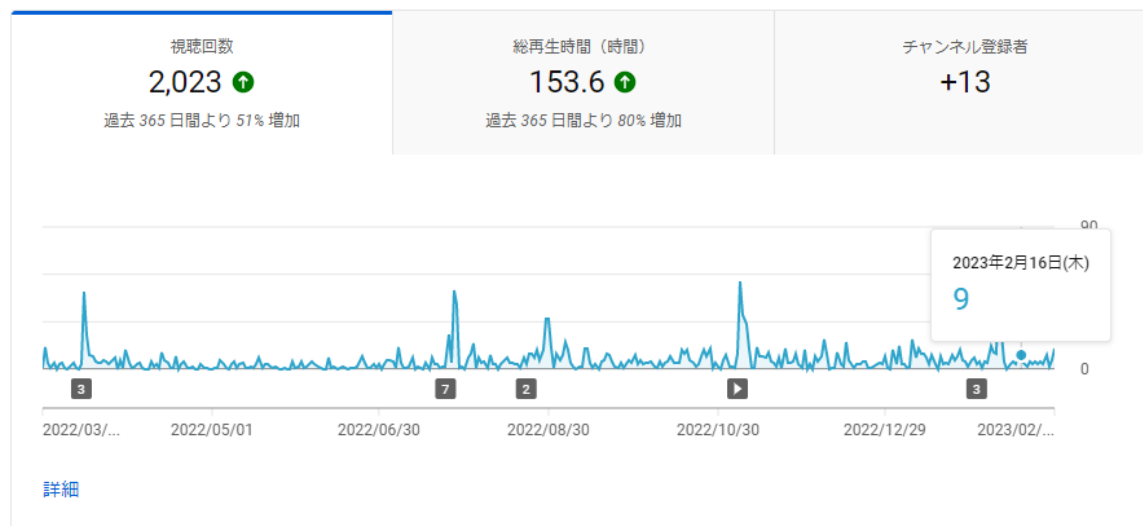 視聴回数
2,023
過去 365 日間より 51% 増加
総再生時間（時間）
153.6
過去 365 日間より 80% 増加
チャンネル登録者
+13
90
2023年2月16日(木)
9
0
3
7
2
3
2022/03/...
2022/05/01
2022/06/30
2022/08/30
2022/10/30
2022/12/29
2023/02/...
詳細